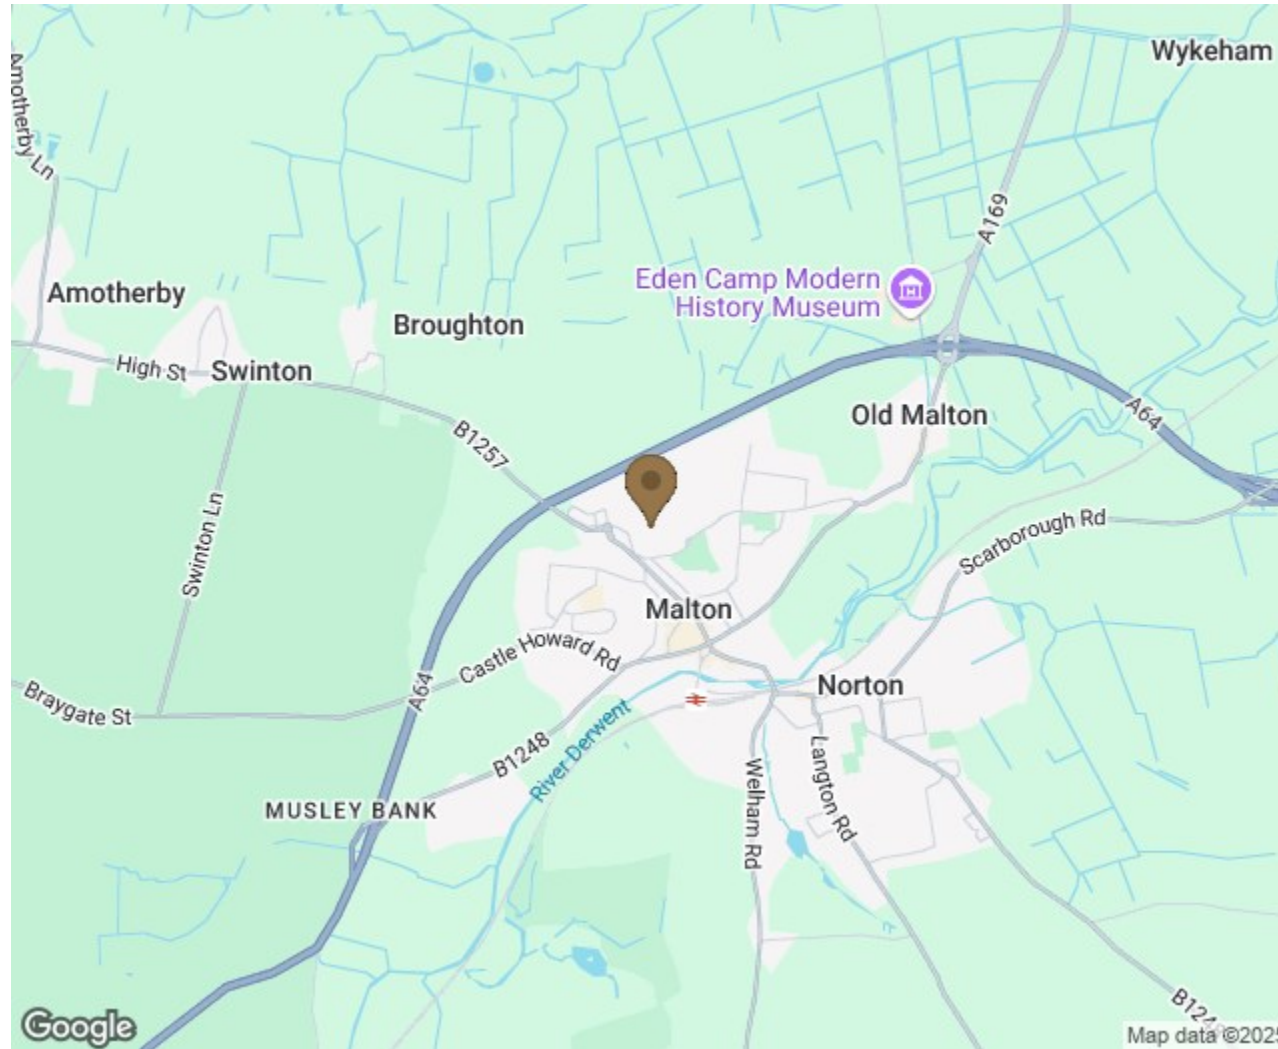 Wykeham
Amotherby Ln
A169
Eden Camp Modern
History Museum
Amotherby
Broughton
High St
Swinton
Old Malton
A64
B1257
Scarborough Rd
Swinton Ln
Malton
Castle Howard Rd
Norton
Braygate St
A64
River Derwent
B1248
Langton Rd
Welham Rd
MUSLEY BANK
Google
Map data ©2025